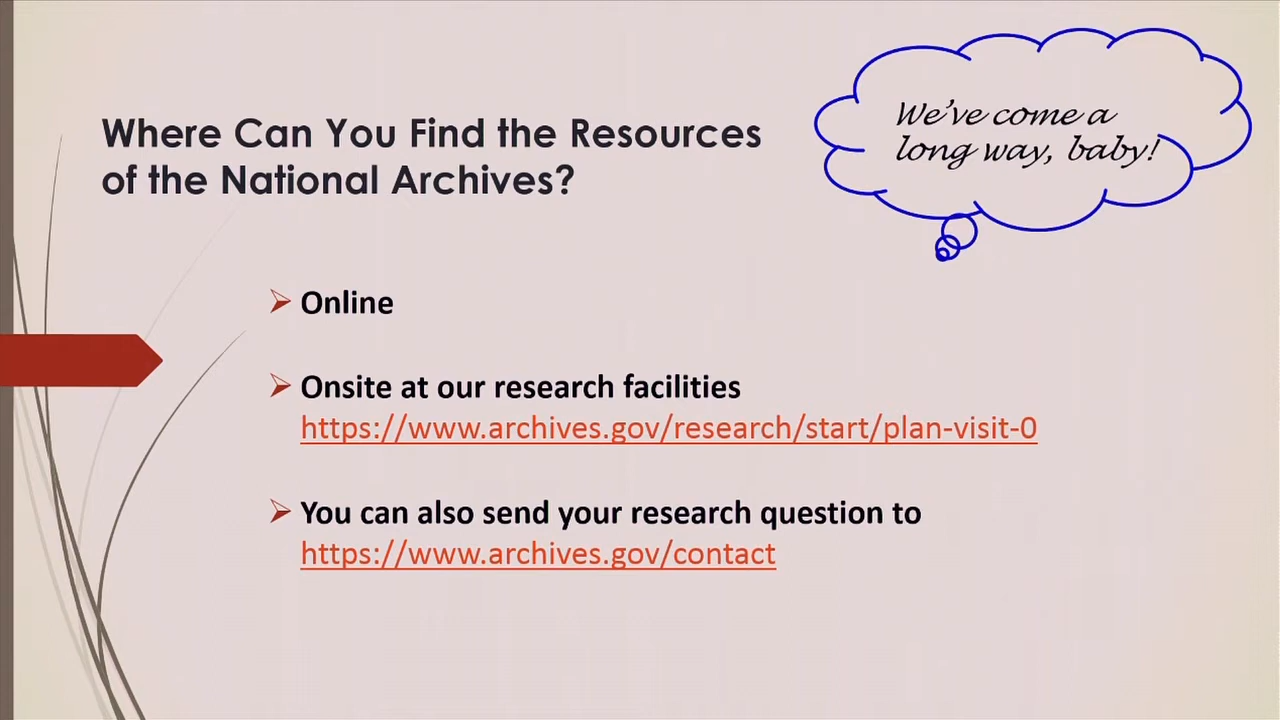 Where Can You Find the Resources
of the National Archives?
We've come a
long way, baby!
Online
Onsite at our research facilities
https://www.archives.gov/research/start/plan-visit-0
You can also send your research question to
https://www.archives.gov/contact